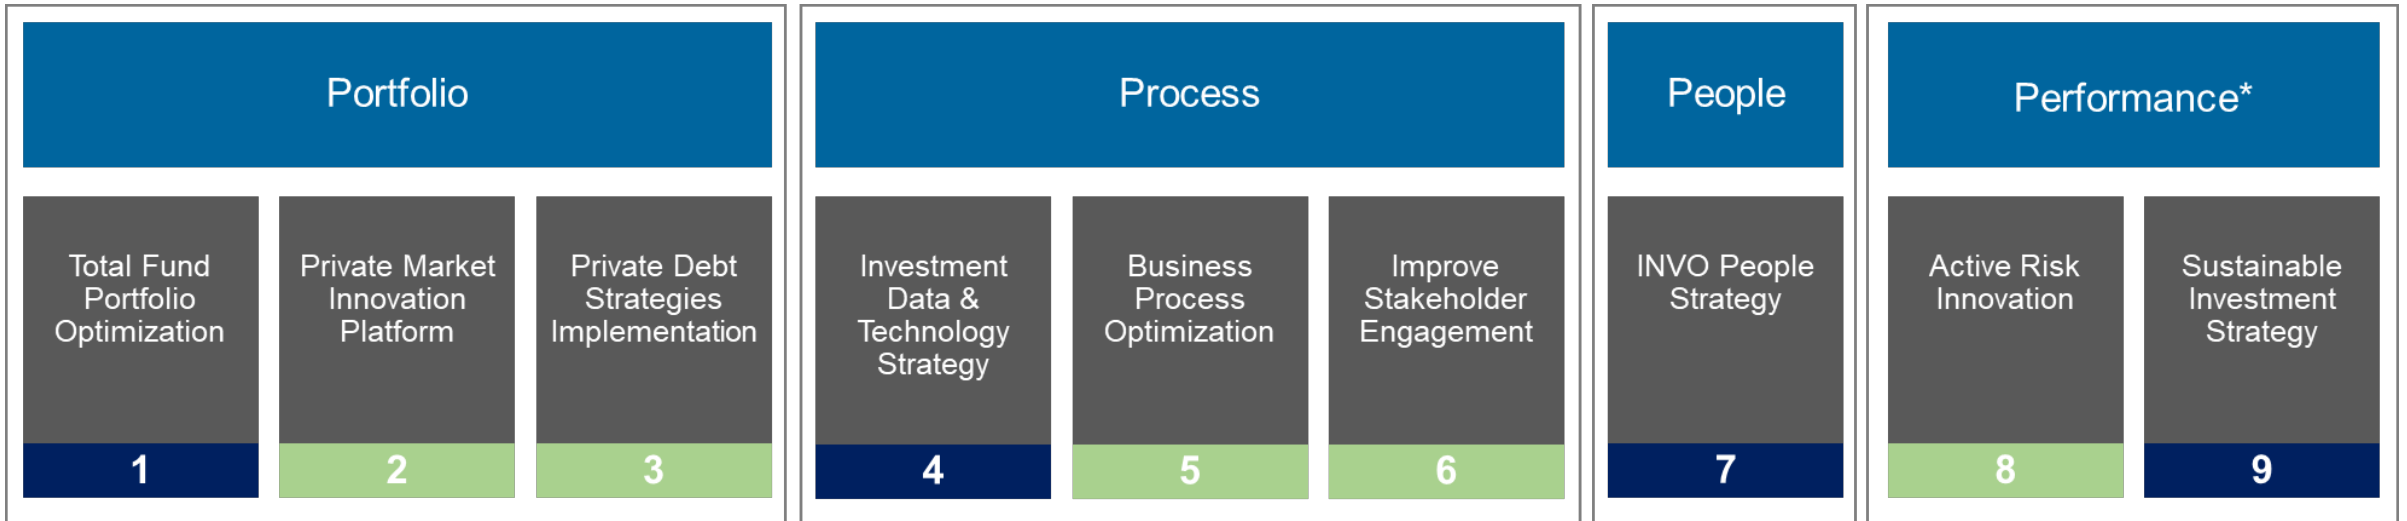 Portfolio
Total Fund
Portfolio
Optimization
1
Private Market
Innovation
Platform
2
Private Debt
Strategies
Implementation
3
Process
Investment
Data &
Technology
Strategy
4
Business
Process
Optimization
5
Improve
Stakeholder
Engagement
6
People
INVO People
Strategy
7
Performance*
Active Risk
Innovation
8
Sustainable
Investment
Strategy
9